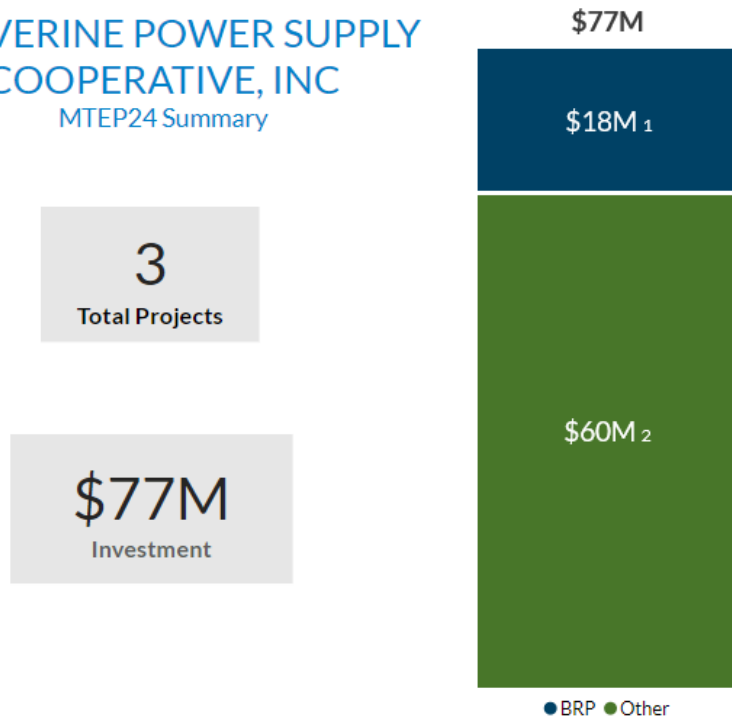 VERINE POWER SUPPLY
COOPERATIVE, INC
MTEP24 Summary
3
Total Projects
$77M
Investment
$77M
$18M 1
$60M 2
BRP Other